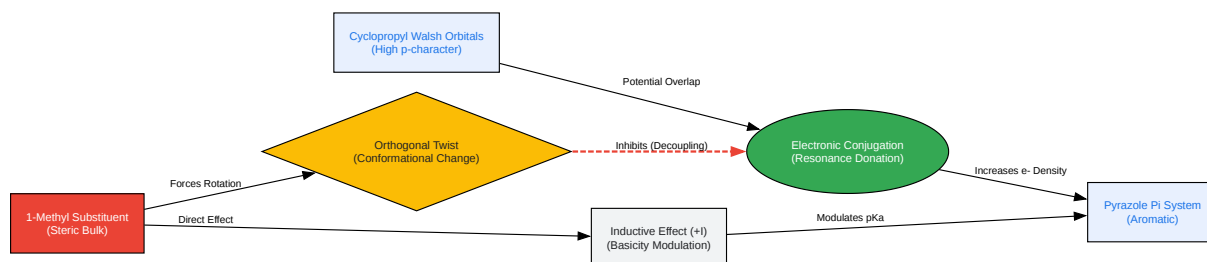 Cyclopropyl Walsh Orbitals
(High p-character)
Potential Overlap
Orthogonal Twist
(Conformational Change)
Inhibits (Decoupling)
Electronic Conjugation
(Resonance Donation)
Increases e- Density
Forces Rotation
1-Methyl Substituent
(Steric Bulk)
Direct Effect
Inductive Effect (+I)
(Basicity Modulation)
Modulates pKa
Pyrazole Pi System
(Aromatic)